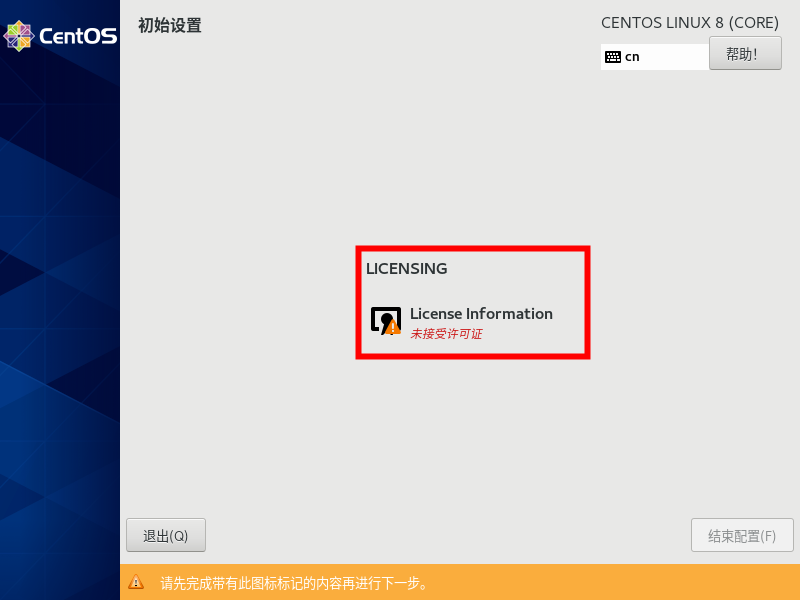 CentOS
初始设置
CENTOS LINUX 8 (CORE)
cn
帮助!
LICENSING
License Information
未接受许可证
退出(Q)
结束配置(F)
请先完成带有此图标标记的内容再进行下一步。